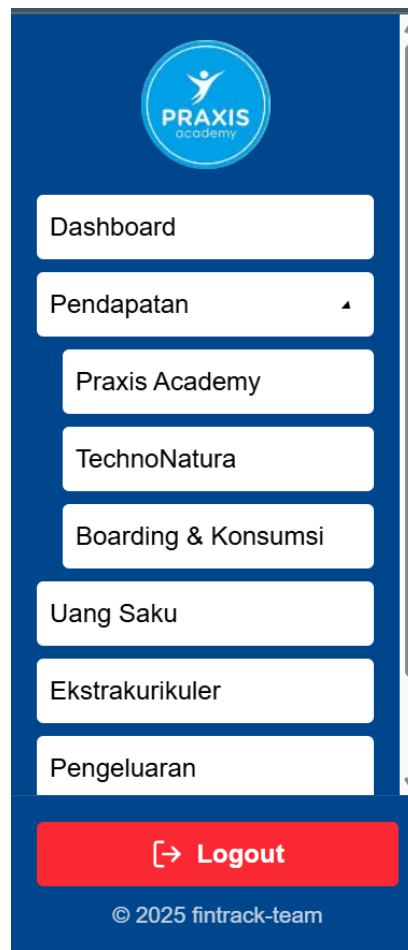 PRAXIS
academy
Dashboard
Pendapatan
Praxis Academy
TechnoNatura
Boarding & Konsumsi
Uang Saku
Ekstrakurikuler
Pengeluaran
Logout
© 2025 fintrack-team